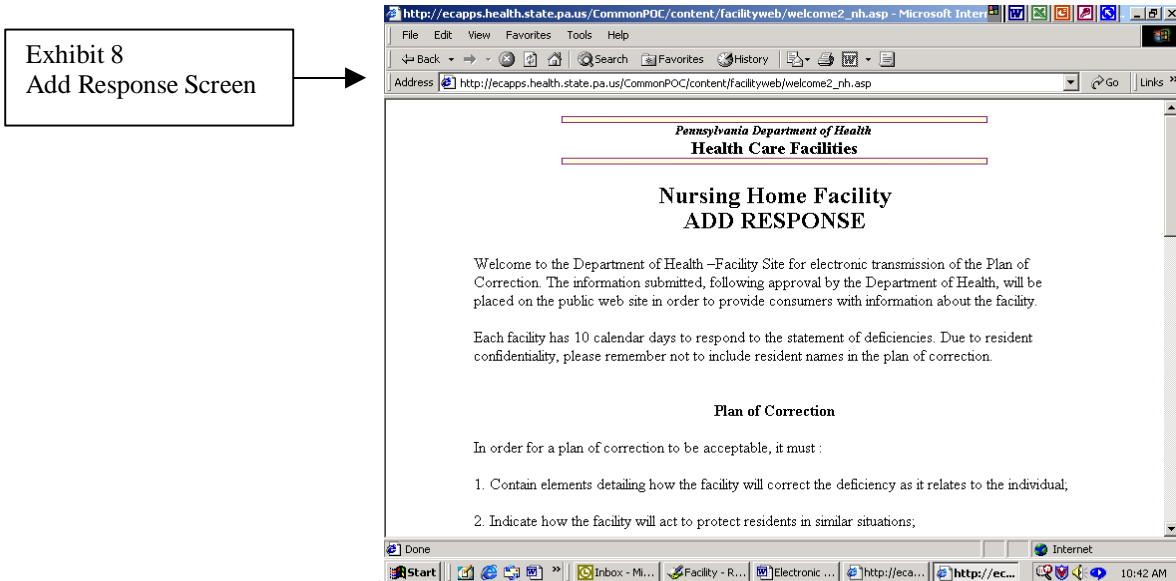 Exhibit 8
Add Response Screen
http://ecapps.health.state.pa.us/CommonPOC/content/facilityweb/welcome2_nh.asp - Microsoft Intern
File Edit View Favorites Tools Help
Back Search Favorites History
Address http://ecapps.health.state.pa.us/CommonPOC/content/facilityweb/welcome2_nh.asp Go Links »
Pennsylvania Department of Health
Health Care Facilities
Nursing Home Facility
ADD RESPONSE
Welcome to the Department of Health –Facility Site for electronic transmission of the Plan of
Correction. The information submitted, following approval by the Department of Health, will be
placed on the public web site in order to provide consumers with information about the facility.
Each facility has 10 calendar days to respond to the statement of deficiencies. Due to resident
confidentiality, please remember not to include resident names in the plan of correction.
Plan of Correction
In order for a plan of correction to be acceptable, it must :
1. Contain elements detailing how the facility will correct the deficiency as it relates to the individual;
2. Indicate how the facility will act to protect residents in similar situations;
Done Internet
Start » Inbox - Mi... Facility - R... Electronic ... http://eca... http://ec... 10:42 AM